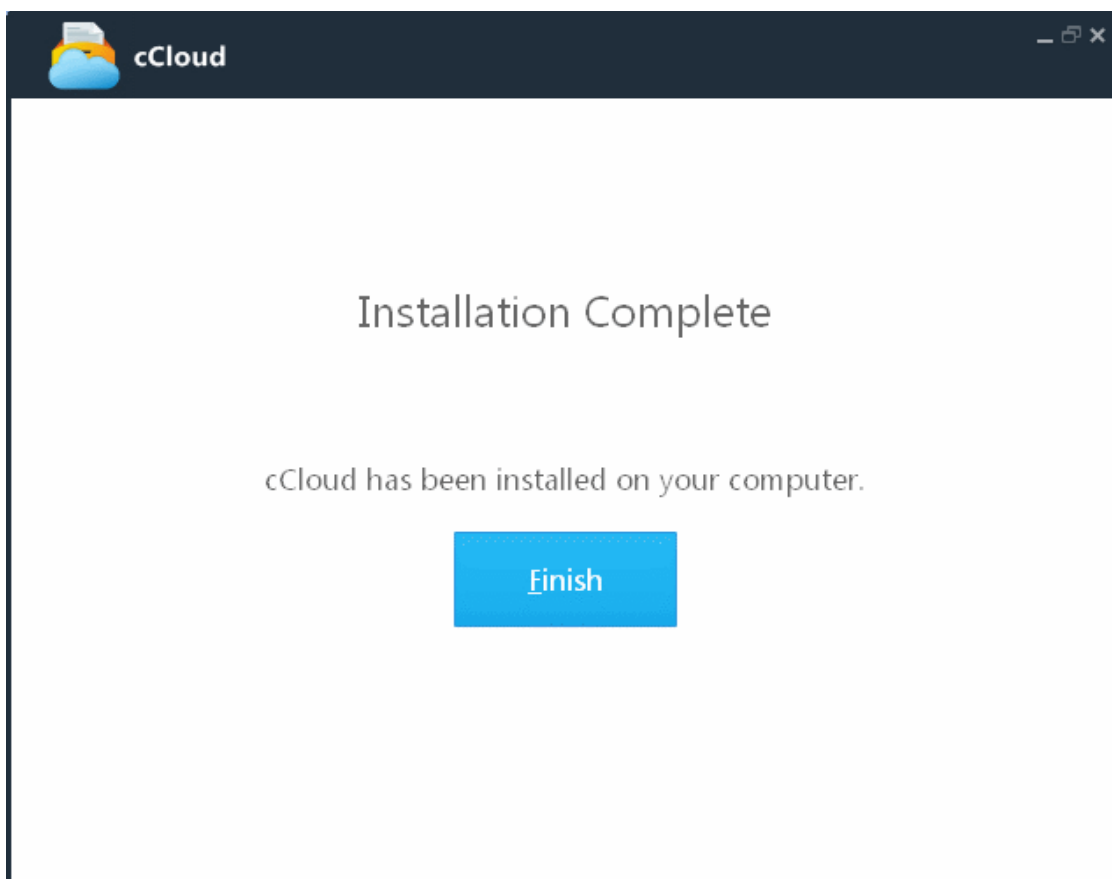 cCloud
Installation Complete
cCloud has been installed on your computer.
Finish